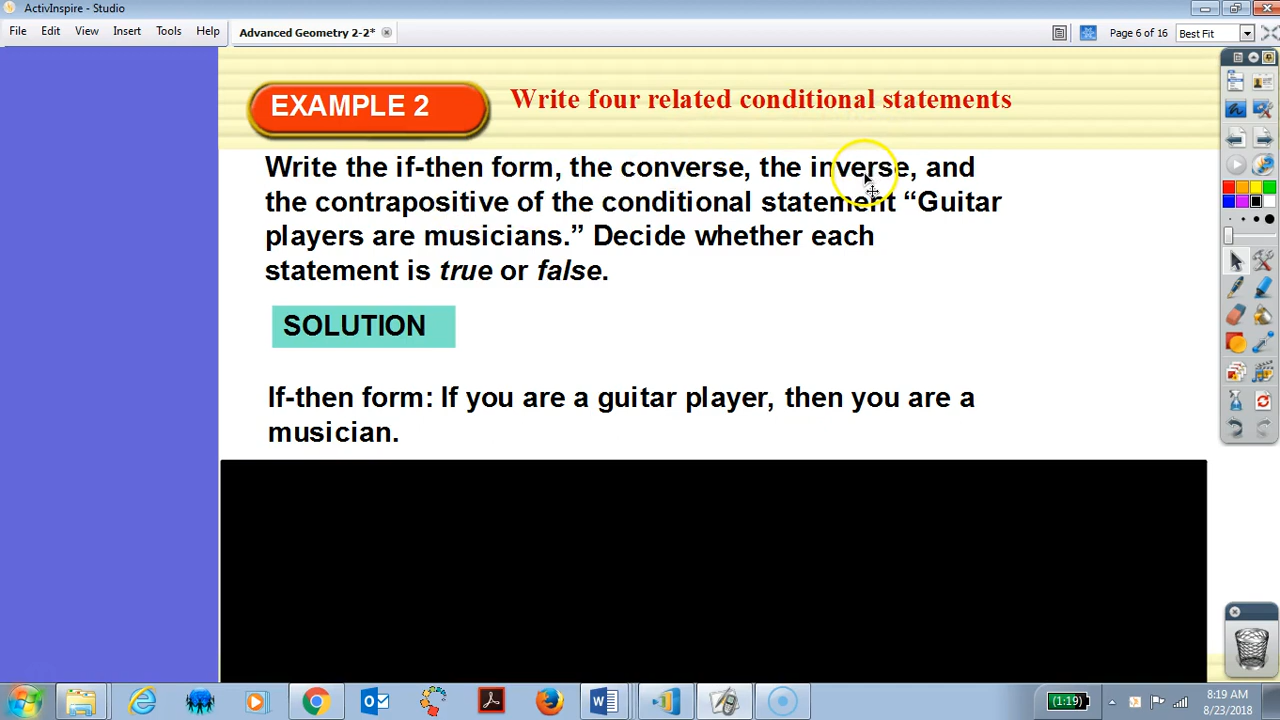 ActivInspire - Studio
File Edit View Insert Tools Help Advanced Geometry 2-2* Page 6 of 16 Best Fit
EXAMPLE 2 Write four related conditional statements
Write the if-then form, the converse, the inverse, and
the contrapositive of the conditional statement “Guitar
players are musicians.” Decide whether each
statement is true or false.
SOLUTION
If-then form: If you are a guitar player, then you are a
musician.
(1:19) 8:19 AM
8/23/2018